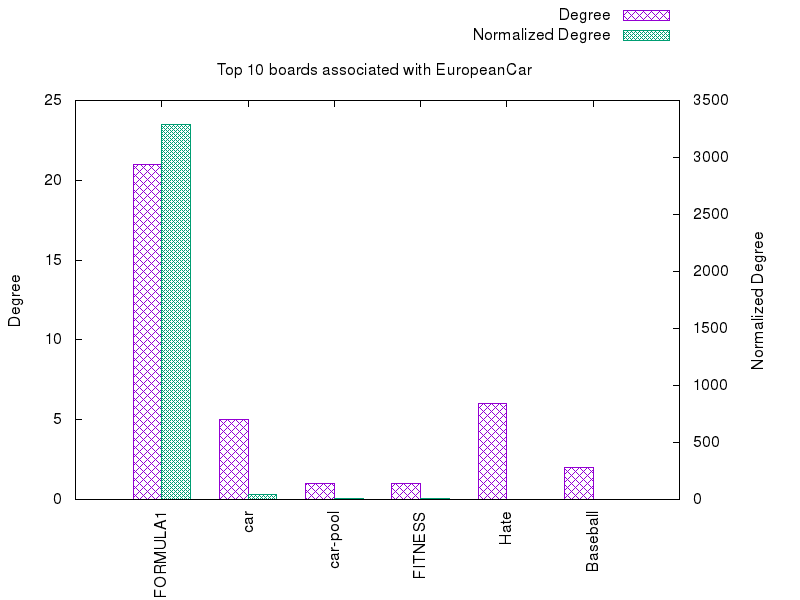 Degree
Normalized Degree
Top 10 boards associated with EuropeanCar
25
20
15
10
5
0
3500
3000
2500
2000
1500
1000
500
0
Degree
Normalized Degree
FORMULA1
car
car-pool
FITNESS
Hate
Baseball